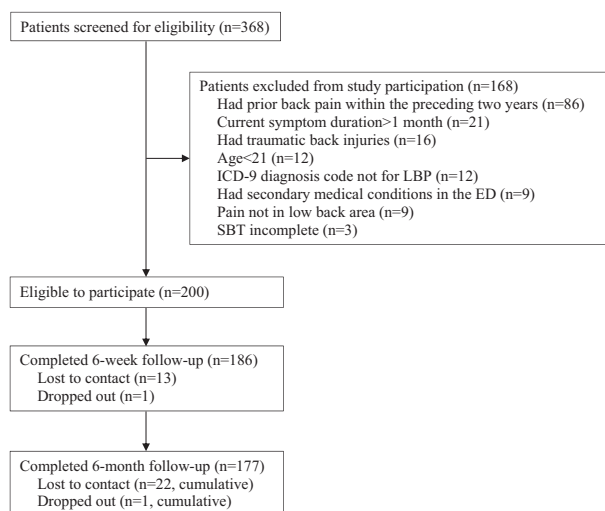 Patients screened for eligibility (n=368)
Patients excluded from study participation (n=168)
Had prior back pain within the preceding two years (n=86)
Current symptom duration>1 month (n=21)
Had traumatic back injuries (n=16)
Age<21 (n=12)
ICD-9 diagnosis code not for LBP (n=12)
Had secondary medical conditions in the ED (n=9)
Pain not in low back area (n=9)
SBT incomplete (n=3)
Eligible to participate (n=200)
Completed 6-week follow-up (n=186)
Lost to contact (n=13)
Dropped out (n=1)
Completed 6-month follow-up (n=177)
Lost to contact (n=22, cumulative)
Dropped out (n=1, cumulative)